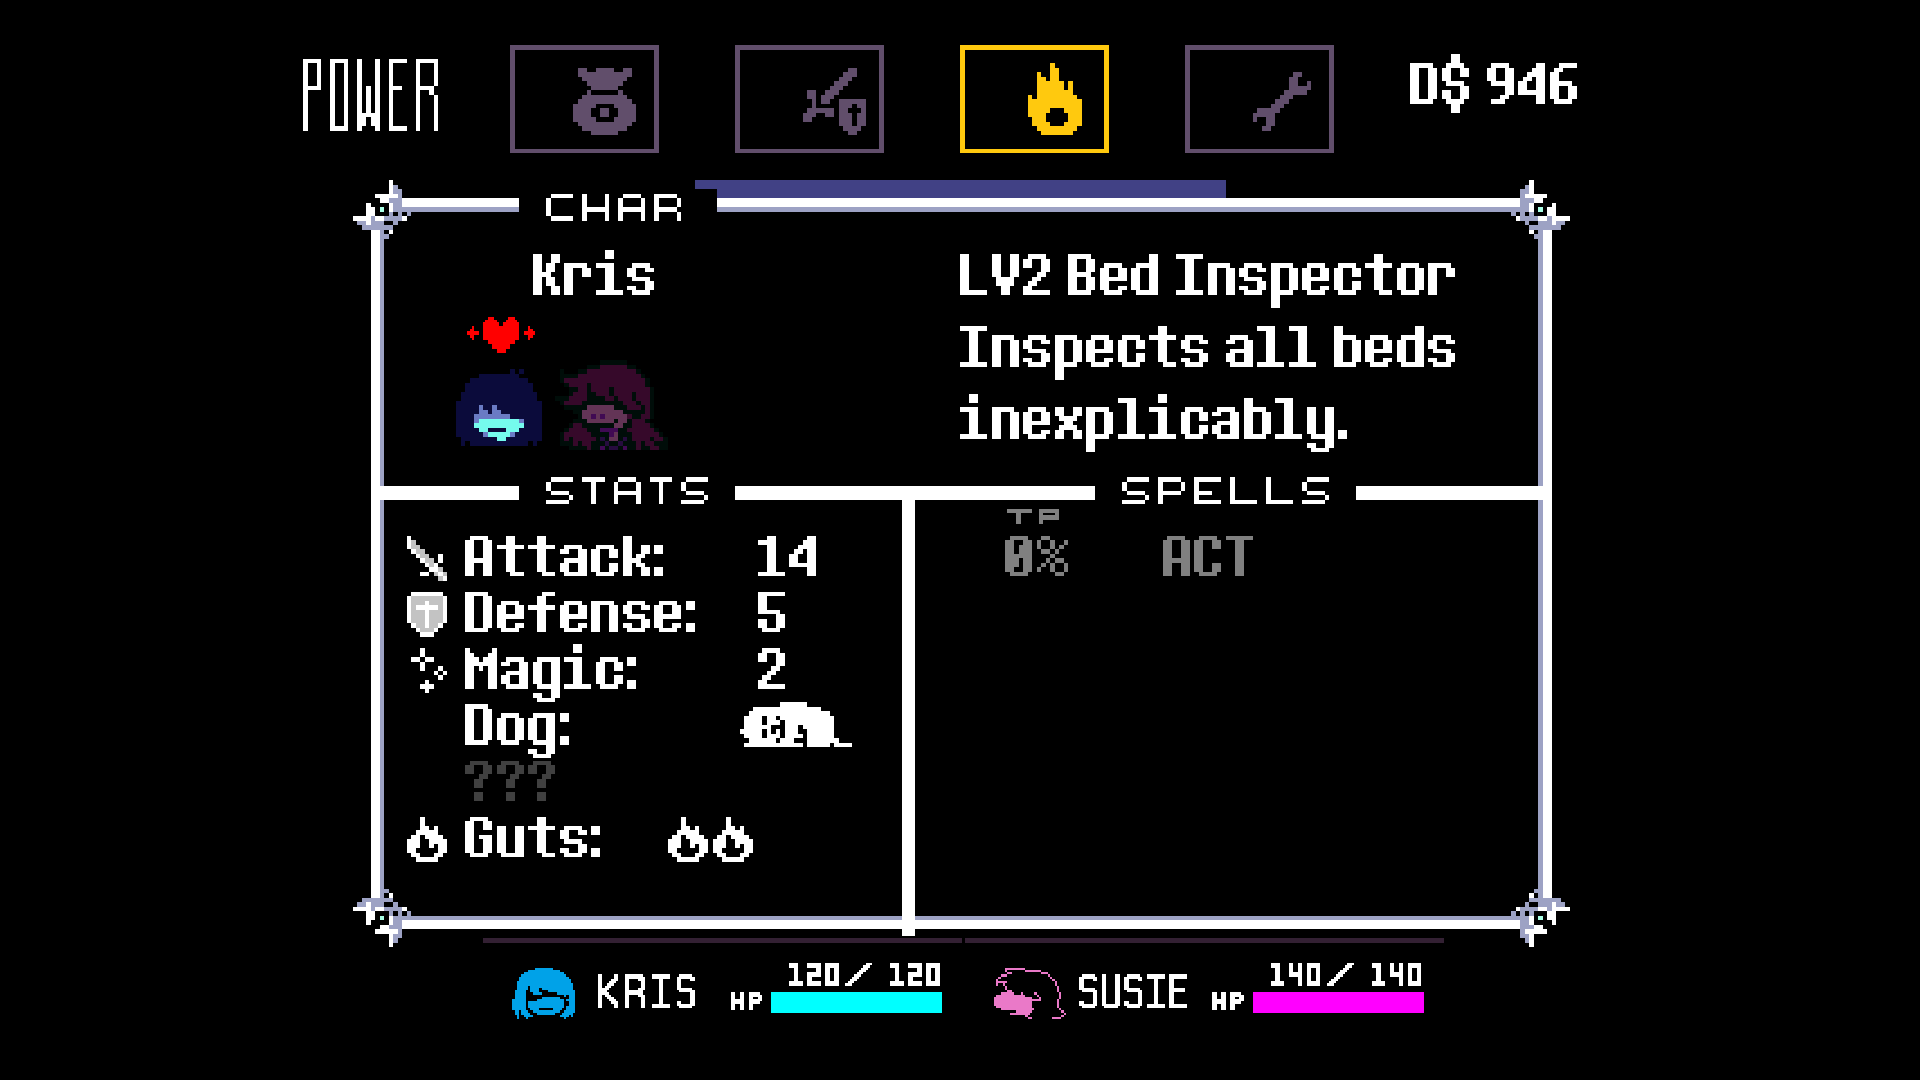 POWER
D$ 946
CHAR
Kris
LV2 Bed Inspector
Inspects all beds
inexplicably.
STATS
SPELLS
Attack: 14
Defense: 5
Magic: 2
Dog:
???
Guts:
TP
0% ACT
KRIS HP 120/ 120
SUSIE HP 140/ 140